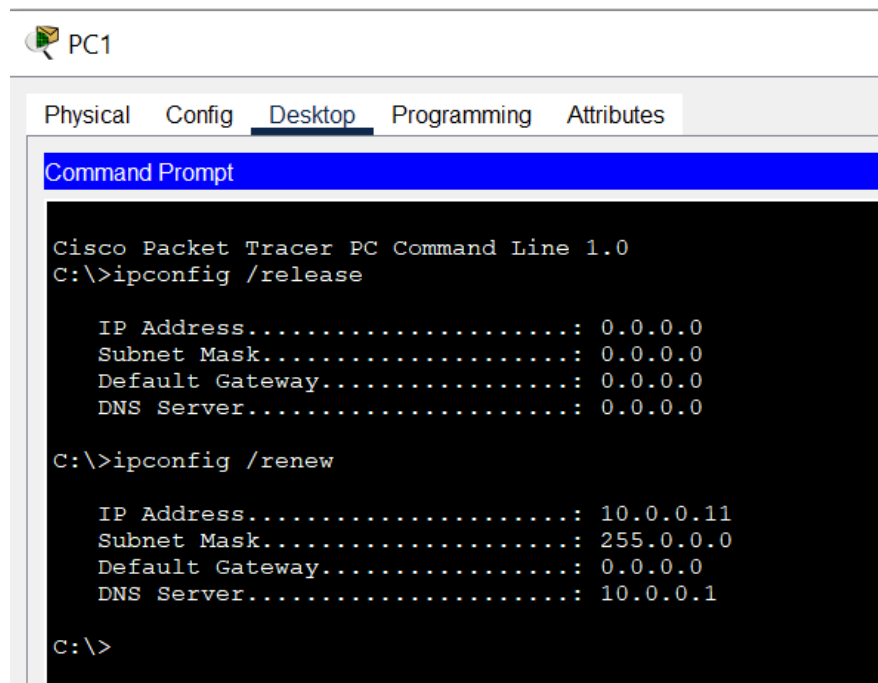 PC1
Physical Config Desktop Programming Attributes
Command Prompt
Cisco Packet Tracer PC Command Line 1.0
C:\>ipconfig /release
IP Address......................: 0.0.0.0
Subnet Mask.....................: 0.0.0.0
Default Gateway.................: 0.0.0.0
DNS Server......................: 0.0.0.0
C:\>ipconfig /renew
IP Address......................: 10.0.0.11
Subnet Mask.....................: 255.0.0.0
Default Gateway.................: 0.0.0.0
DNS Server......................: 10.0.0.1
C:\>